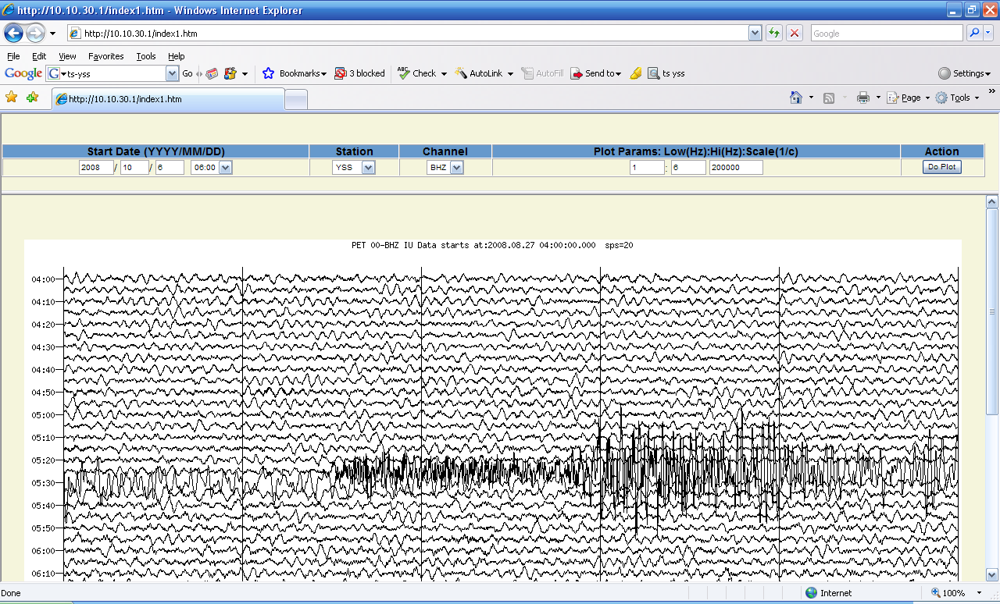 http://10.10.30.1/index1.htm - Windows Internet Explorer
http://10.10.30.1/index1.htm
Google
File Edit View Favorites Tools Help
Google G ts-yss Go Bookmarks 3 blocked ABC Check AutoLink AutoFill Send to ts yss Settings
http://10.10.30.1/index1.htm Page Tools »
Start Date (YYYY/MM/DD) Station Channel Plot Params: Low(Hz):Hi(Hz):Scale(1/c) Action
2008 / 10 / 6 06:00 YSS BHZ 1 : 6 200000 Do Plot
PET 00-BHZ IU Data starts at:2008.08.27 04:00:00.000 sps=20
04:00
04:10
04:20
04:30
04:40
04:50
05:00
05:10
05:20
05:30
05:40
05:50
06:00
06:10
Done Internet 100%